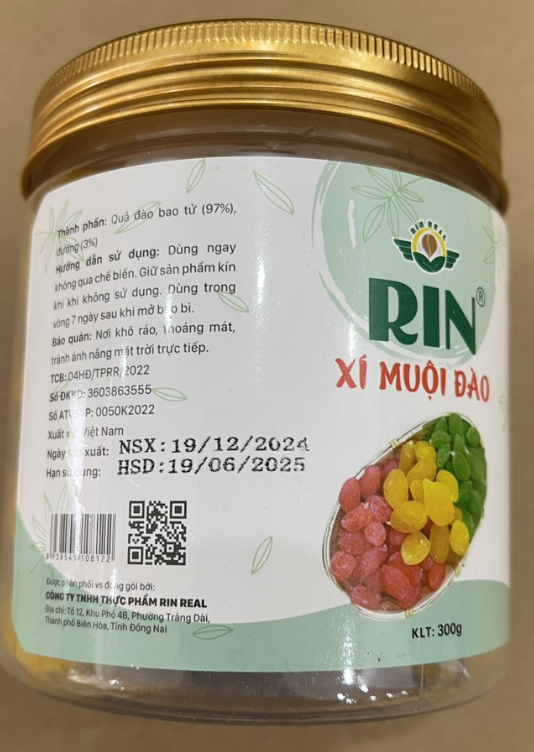 Thành phần: Quả đào bao tử (97%),
đường (3%)
Hướng dẫn sử dụng: Dùng ngay
không qua chế biến. Giữ sản phẩm kín
khí khi không sử dụng. Dùng trong
vòng 7 ngày sau khi mở bao bì.
Bảo quản: Nơi khô ráo, thoáng mát,
tránh ánh nắng mặt trời trực tiếp.
TCB: 04HĐ/TPRR/2022
Số ĐKKD: 3603863555
Số ATVSTP: 0050K2022
Xuất xứ: Việt Nam
Ngày sản xuất: NSX:19/12/2024
Hạn sử dụng: HSD:19/06/2025
Được phân phối và đóng gói bởi:
CÔNG TY TNHH THỰC PHẨM RIN REAL
Địa chỉ: Tổ 12, Khu Phố 4B, Phường Trảng Dài,
Thành phố Biên Hòa, Tỉnh Đồng Nai
RIN REAL
RIN®
XÍ MUỘI ĐÀO
KLT: 300g